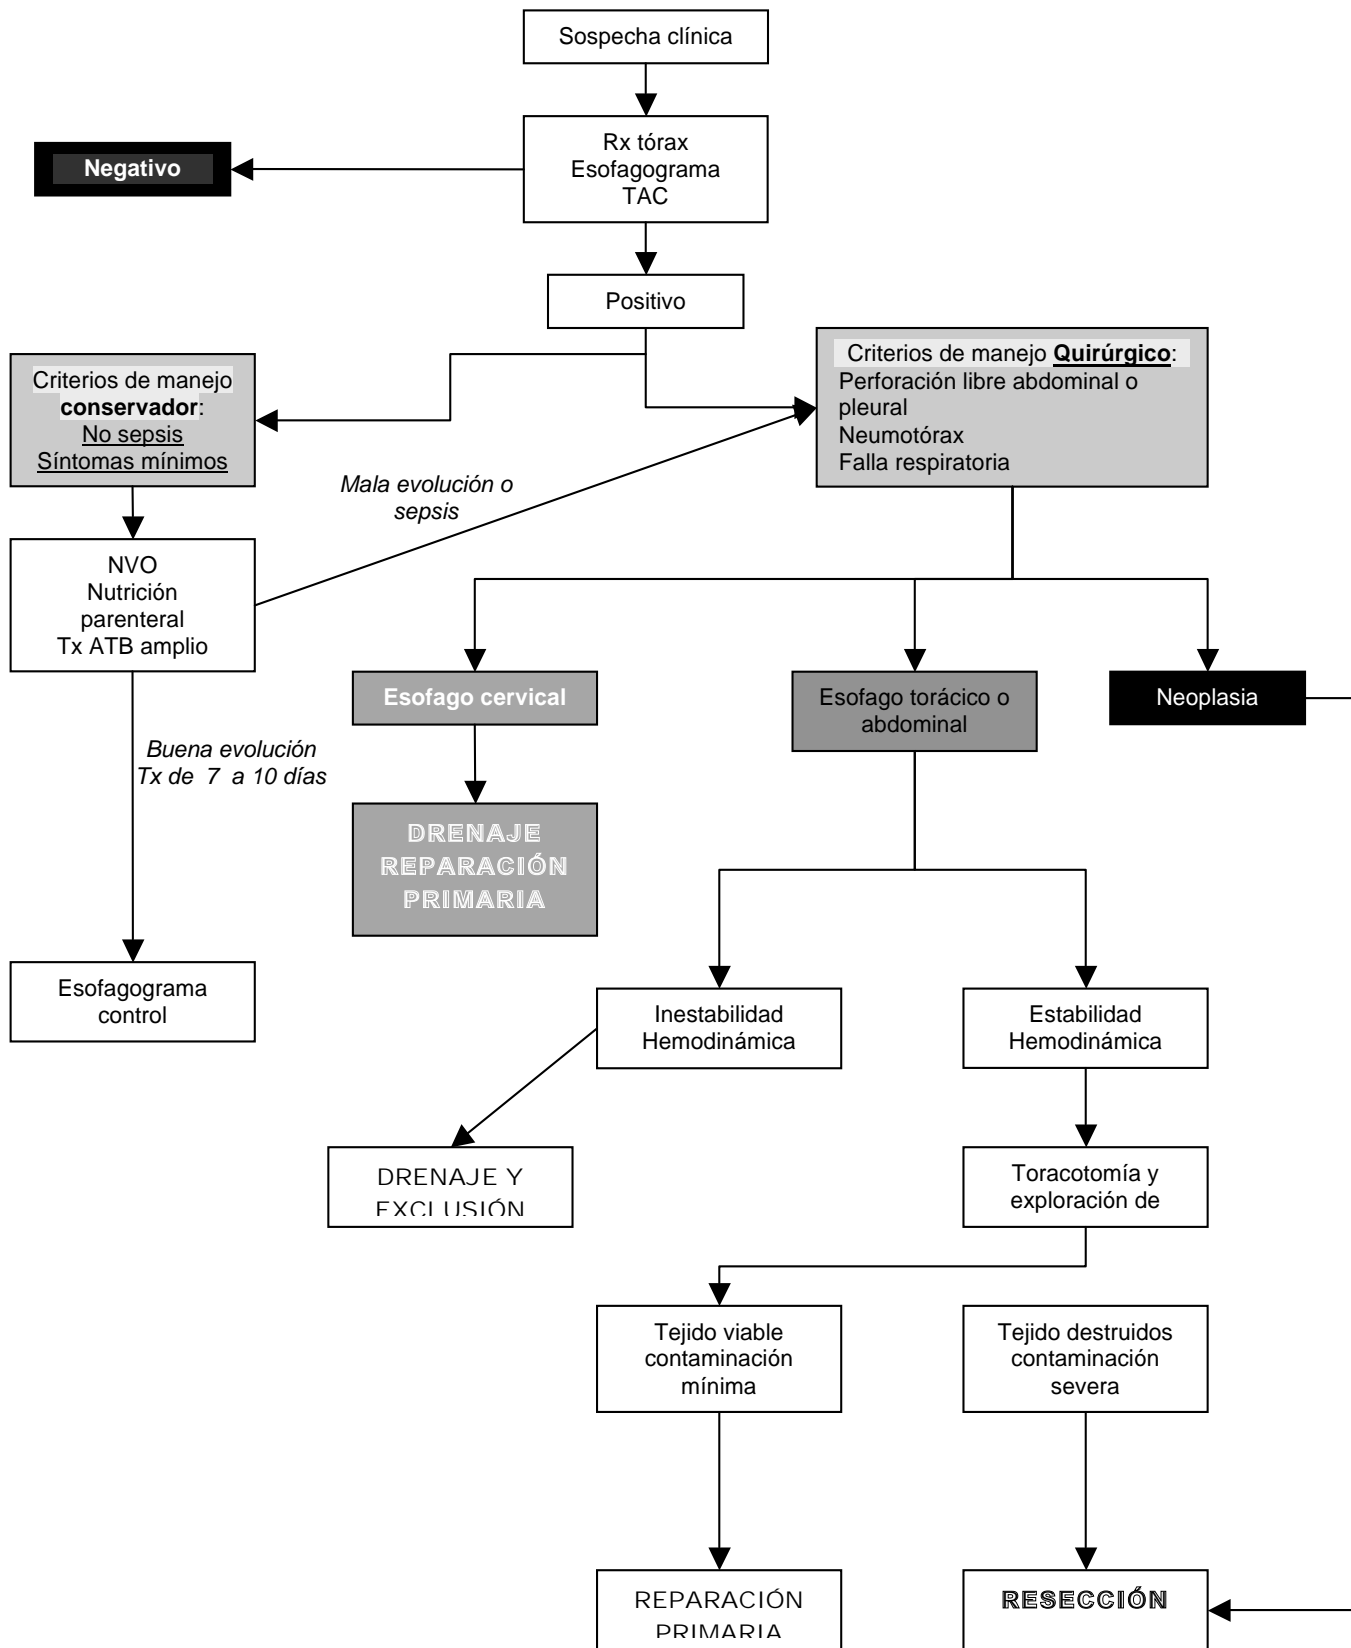 Sospecha clínica
Rx tórax
Esofagograma
TAC
Negativo
Positivo
Criterios de manejo
conservador:
No sepsis
Síntomas mínimos
Criterios de manejo Quirúrgico:
Perforación libre abdominal o
pleural
Neumotórax
Falla respiratoria
Mala evolución o
sepsis
NVO
Nutrición
parenteral
Tx ATB amplio
Esofago cervical
Esofago torácico o
abdominal
Neoplasia
Buena evolución
Tx de 7 a 10 días
DRENAJE
REPARACIÓN
PRIMARIA
Esofagograma
control
Inestabilidad
Hemodinámica
Estabilidad
Hemodinámica
DRENAJE Y
EXCLUSIÓN
Toracotomía y
exploración de
Tejido viable
contaminación
mínima
Tejido destruidos
contaminación
severa
REPARACIÓN
PRIMARIA
RESECCIÓN